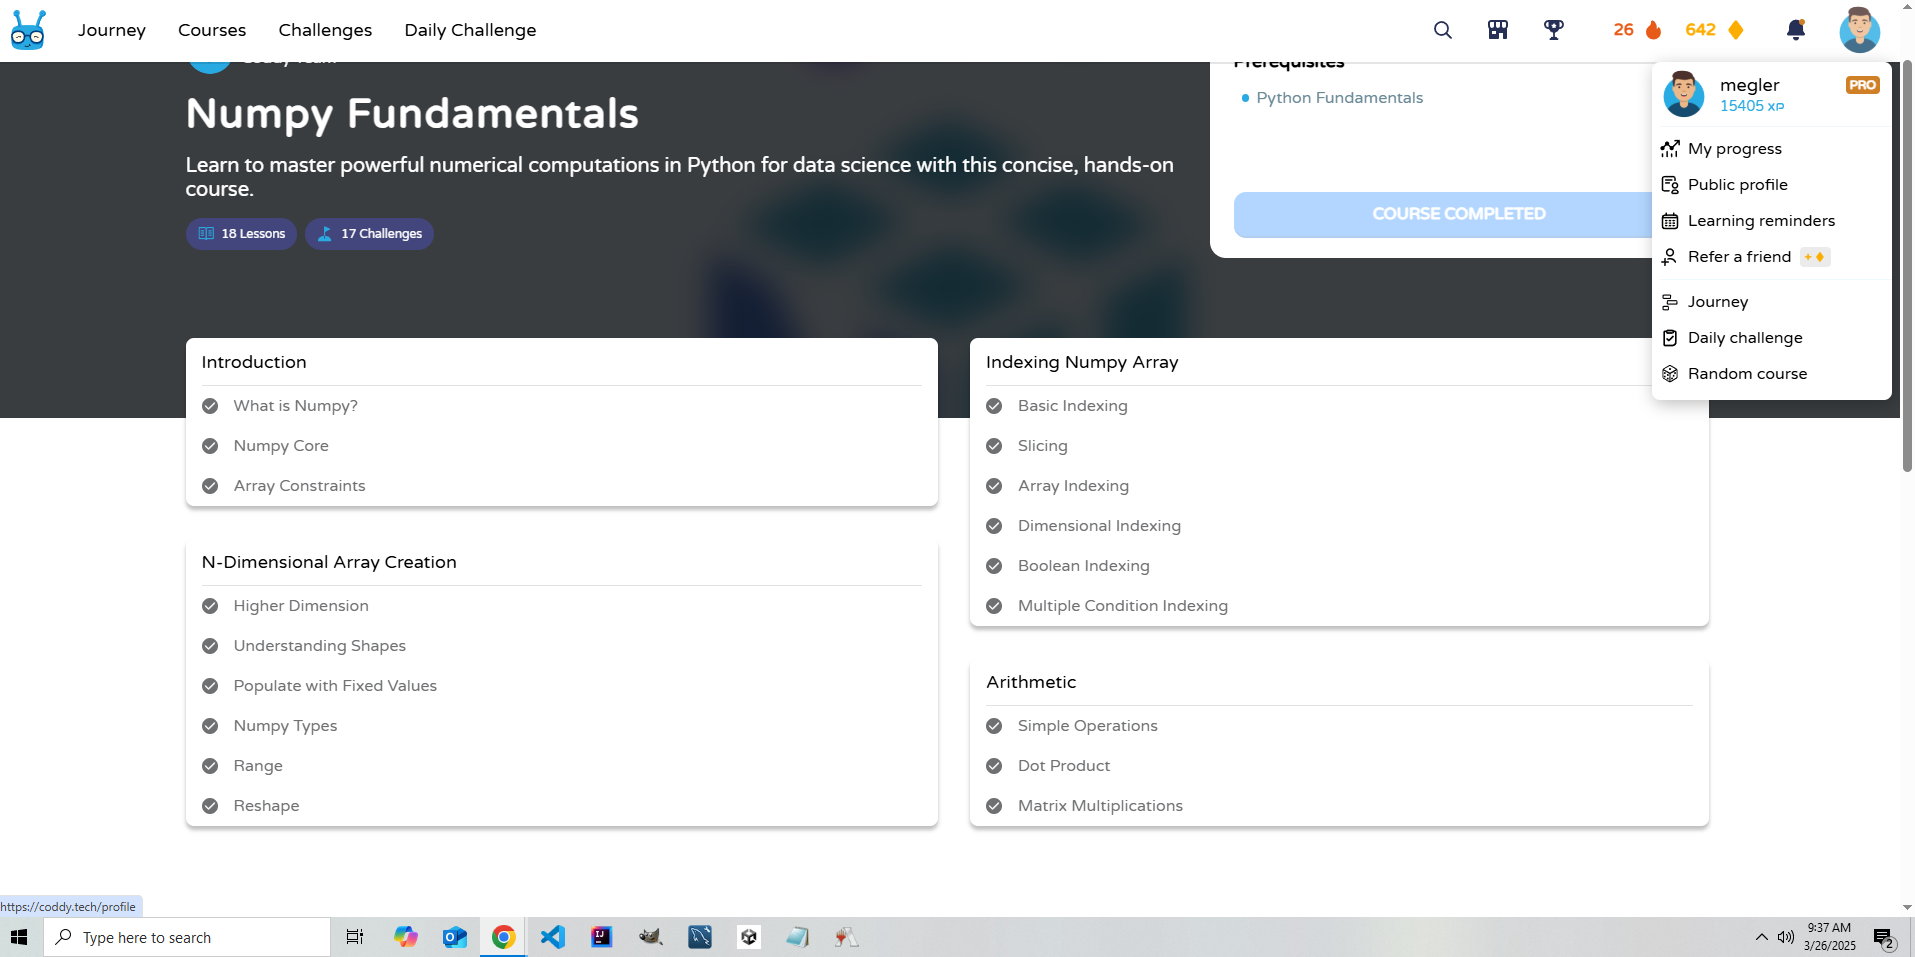 Journey
Courses
Challenges
Daily Challenge
26
642
Coddy Team
Numpy Fundamentals
Learn to master powerful numerical computations in Python for data science with this concise, hands-on
course.
18 Lessons
17 Challenges
Prerequisites
Python Fundamentals
COURSE COMPLETED
megler
PRO
15405 XP
My progress
Public profile
Learning reminders
Refer a friend
Journey
Daily challenge
Random course
Introduction
What is Numpy?
Numpy Core
Array Constraints
N-Dimensional Array Creation
Higher Dimension
Understanding Shapes
Populate with Fixed Values
Numpy Types
Range
Reshape
Indexing Numpy Array
Basic Indexing
Slicing
Array Indexing
Dimensional Indexing
Boolean Indexing
Multiple Condition Indexing
Arithmetic
Simple Operations
Dot Product
Matrix Multiplications
https://coddy.tech/profile
Type here to search
9:37 AM
3/26/2025
2